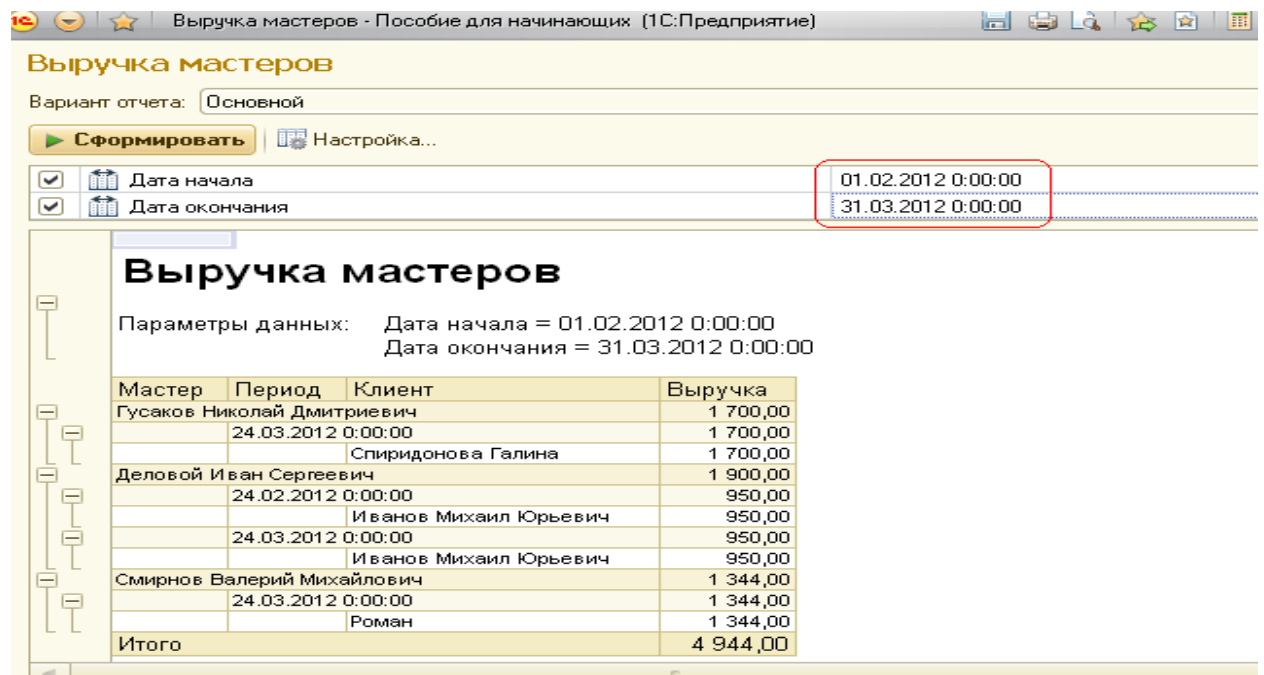 Выручка мастеров - Пособие для начинающих (1С:Предприятие)
Выручка мастеров
Вариант отчета: Основной
Сформировать Настройка...
Дата начала 01.02.2012 0:00:00
Дата окончания 31.03.2012 0:00:00
Выручка мастеров
Параметры данных: Дата начала = 01.02.2012 0:00:00
Дата окончания = 31.03.2012 0:00:00
Мастер Период Клиент Выручка
Гусаков Николай Дмитриевич 1 700,00
24.03.2012 0:00:00 1 700,00
Спиридонова Галина 1 700,00
Деловой Иван Сергеевич 1 900,00
24.02.2012 0:00:00 950,00
Иванов Михаил Юрьевич 950,00
24.03.2012 0:00:00 950,00
Иванов Михаил Юрьевич 950,00
Смирнов Валерий Михайлович 1 344,00
24.03.2012 0:00:00 1 344,00
Роман 1 344,00
Итого 4 944,00